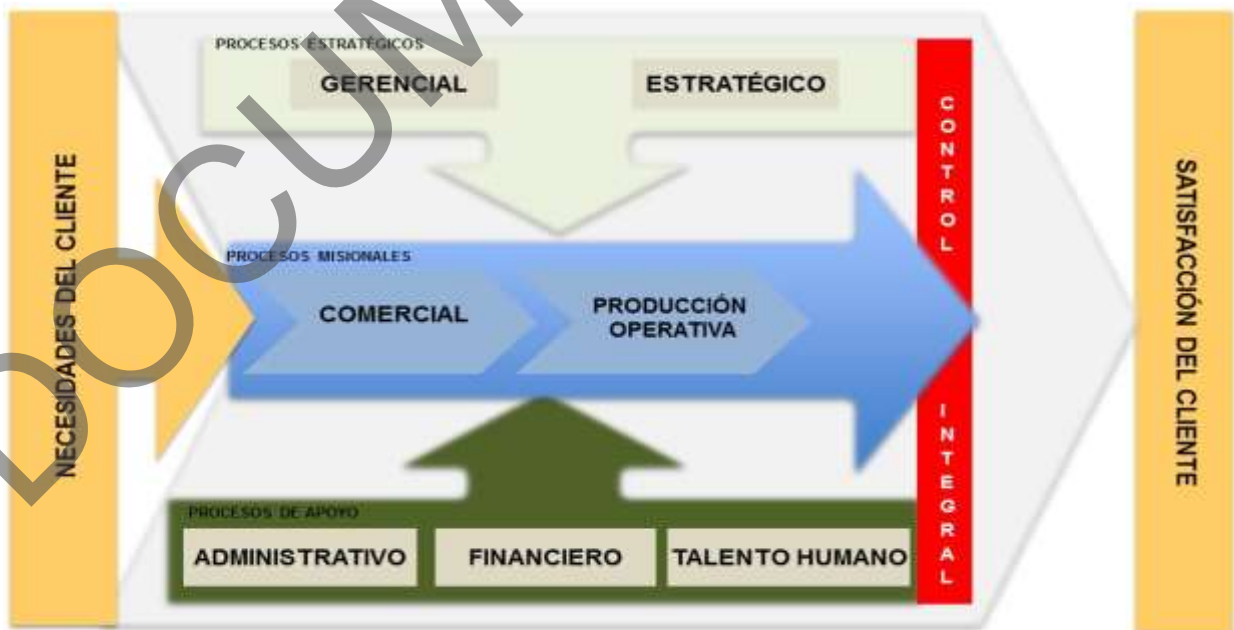 PROCESOS ESTRATÉGICOS
GERENCIAL
ESTRATÉGICO
NECESIDADES DEL CLIENTE
PROCESOS MISIONALES
COMERCIAL
PRODUCCIÓN
OPERATIVA
CONTROL
INTEGRAL
SATISFACCIÓN DEL CLIENTE
PROCESOS DE APOYO
ADMINISTRATIVO
FINANCIERO
TALENTO HUMANO
DOCUM